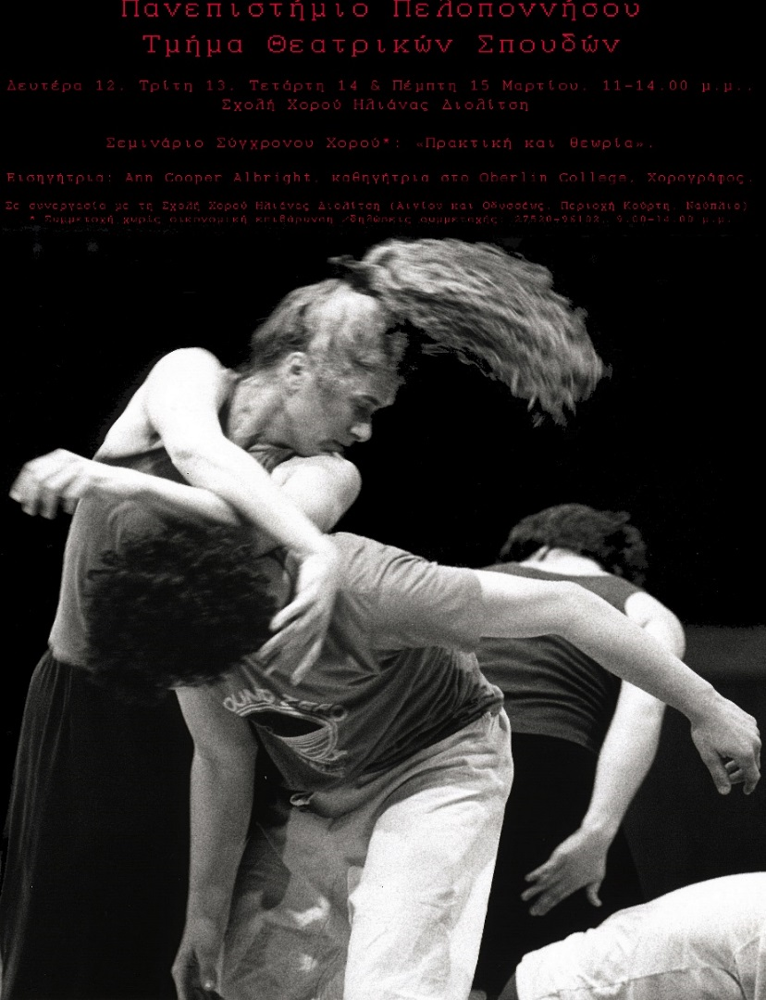 Πανεπιστήμιο Πελοποννήσου
Τμήμα Θεατρικών Σπουδών
Δευτέρα 12, Τρίτη 13, Τετάρτη 14 & Πέμπτη 15 Μαρτίου, 11-14.00 μ.μ..
Σχολή Χορού Ηλιάνας Διολίτση
Σεμινάριο Σύγχρονου Χορού*: «Πρακτική και θεωρία».
Εισηγήτρια: Ann Cooper Albright, καθηγήτρια στο Oberlin College, Χορογράφος.
Σε συνεργασία με τη Σχολή Χορού Ηλιάνας Διολίτση (Αιγίου και Οδυσσέως, Περιοχή Κούρτη, Ναύπλιο)
* Συμμετοχή χωρίς οικονομική επιβάρυνση /δηλώσεις συμμετοχής: 27520-96102, 9.00-14.00 μ.μ.